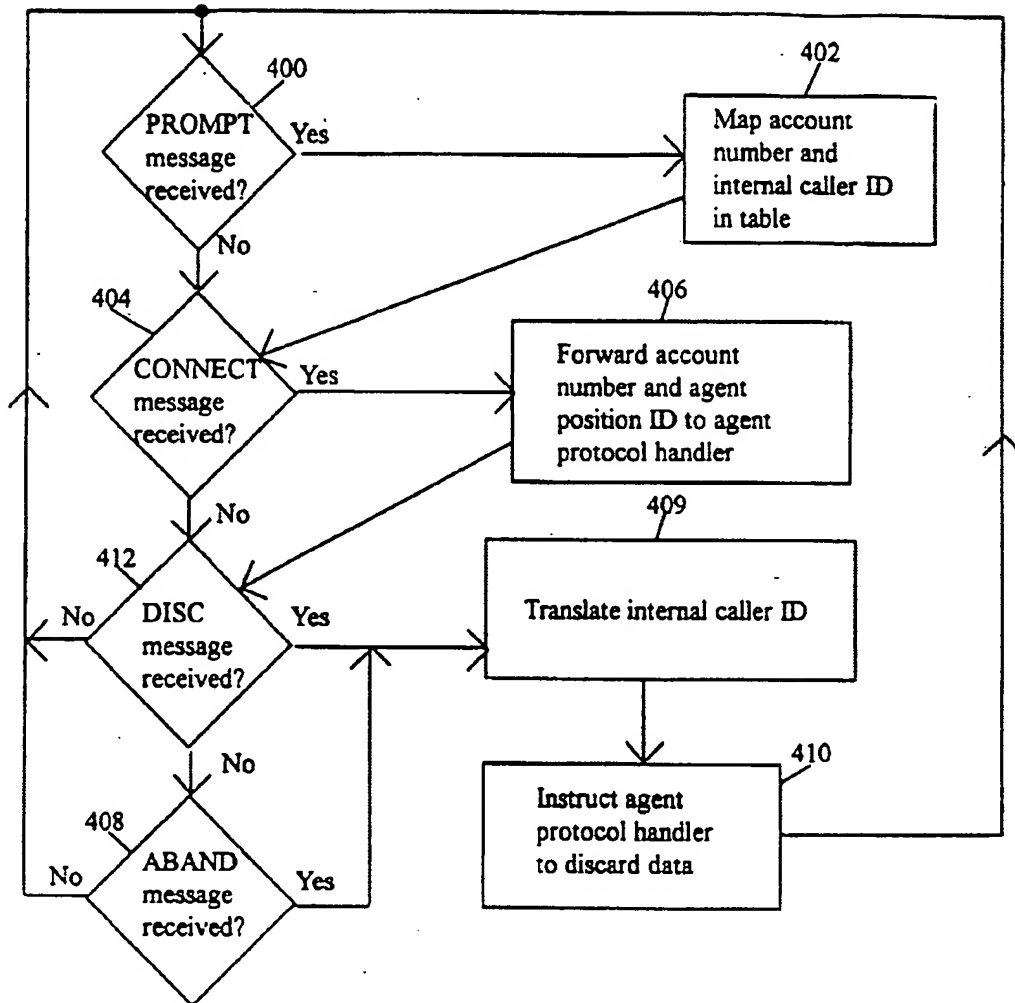 400
PROMPT
message
received?
Yes
No
402
Map account
number and
internal caller ID
in table
404
CONNECT
message
received?
Yes
No
406
Forward account
number and agent
position ID to agent
protocol handler
412
No
DISC
message
received?
Yes
No
409
Translate internal caller ID
408
No
ABAND
message
received?
Yes
410
Instruct agent
protocol handler
to discard data